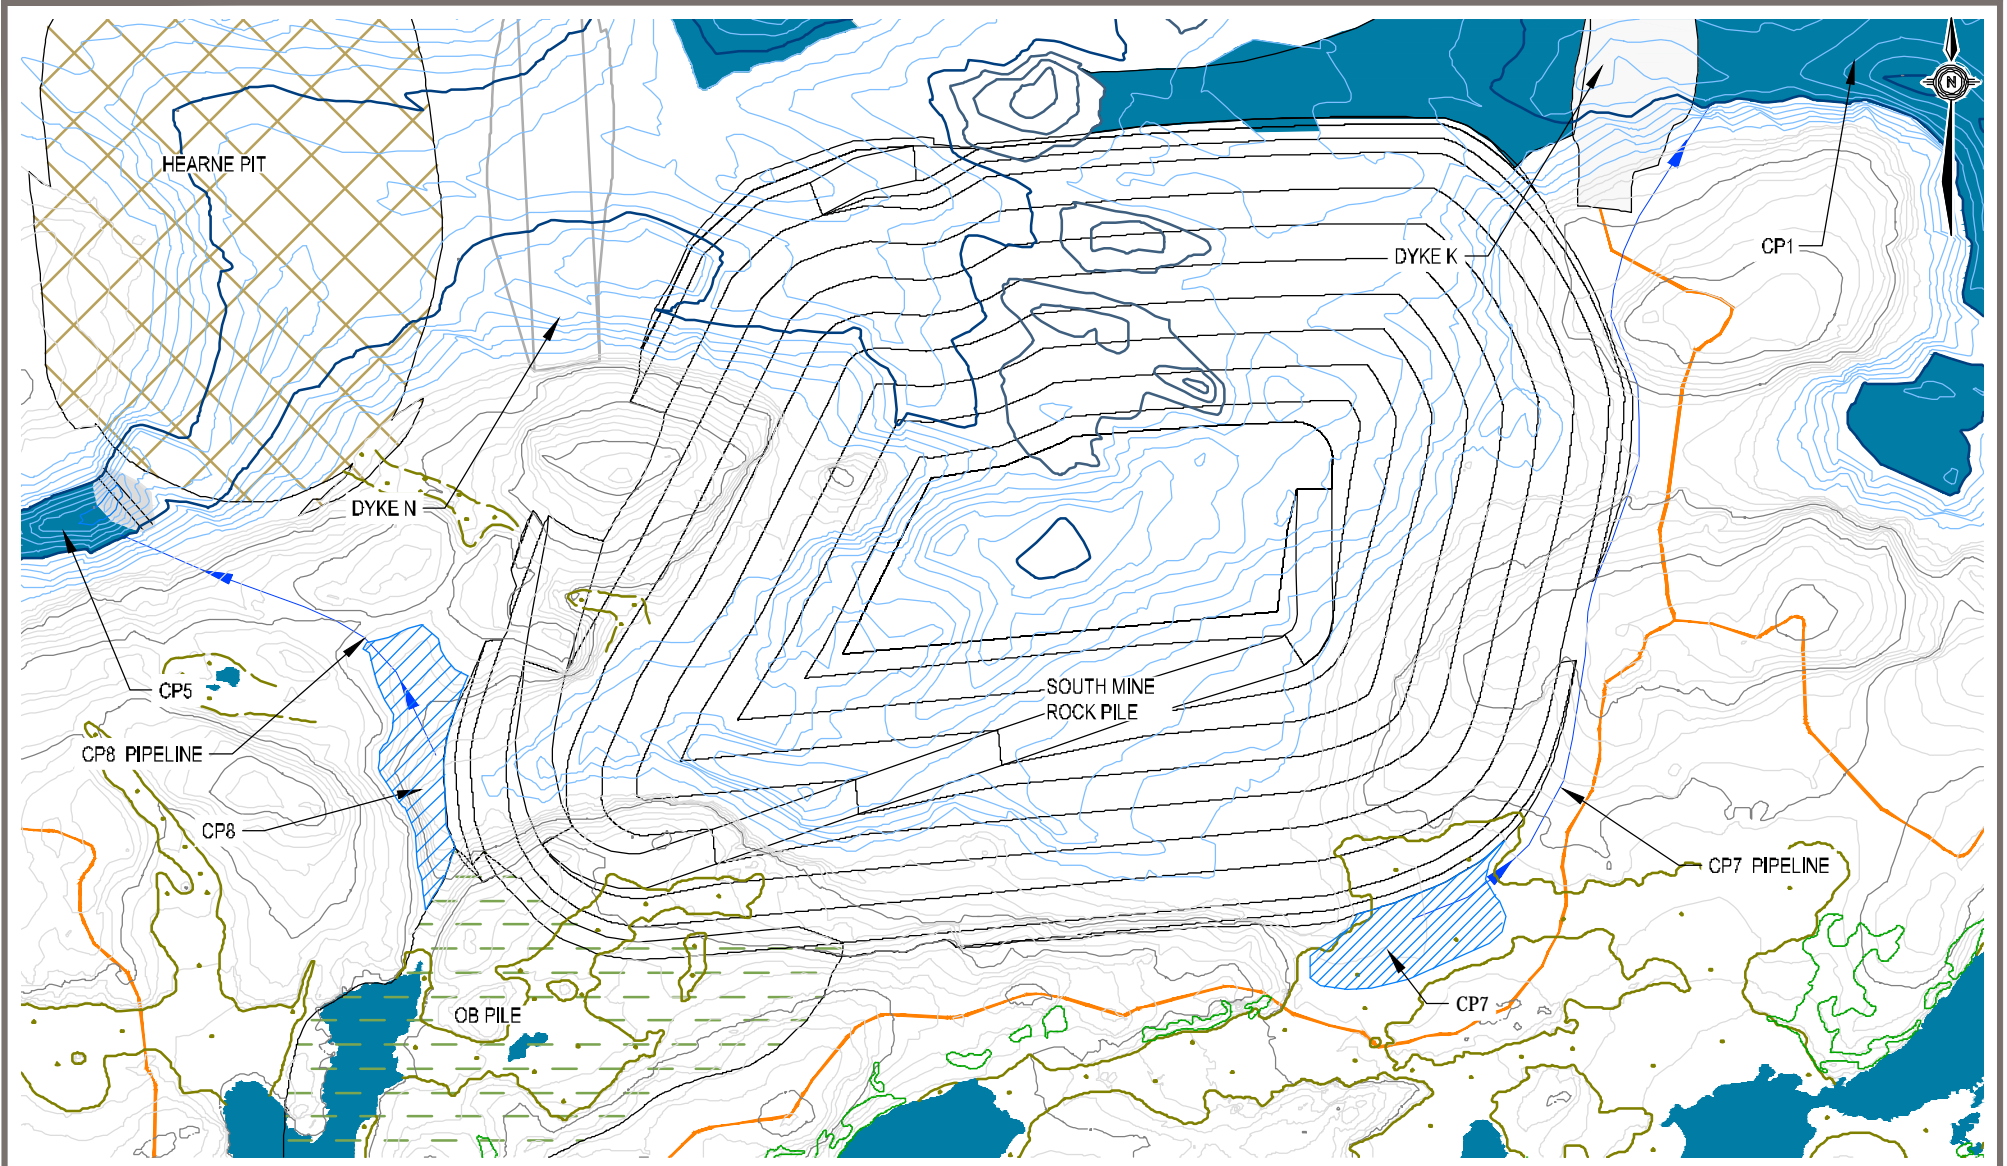 HEARNE PIT
N
DYKE K
CP1
DYKE N
CP5
SOUTH MINE
ROCK PILE
CP8 PIPELINE
CP8
CP7 PIPELINE
CP7
OB PILE